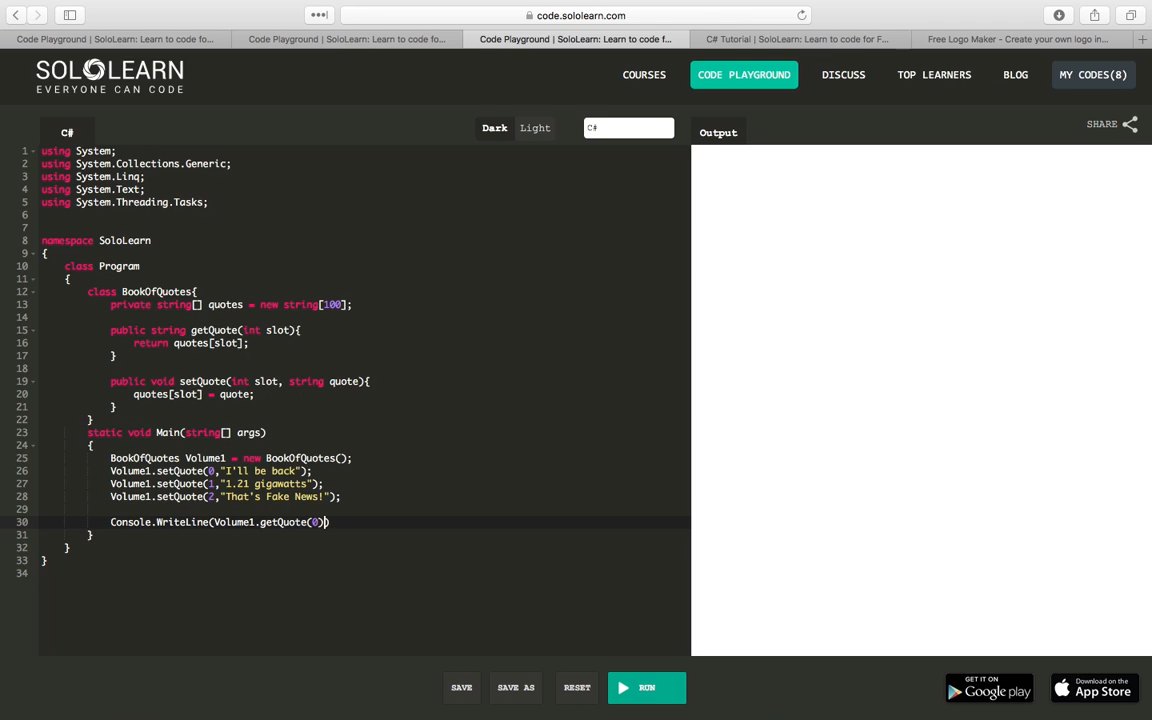 code.sololearn.com
Code Playground | SoloLearn: Learn to code fo...
Code Playground | SoloLearn: Learn to code fo...
Code Playground | SoloLearn: Learn to code f...
C# Tutorial | SoloLearn: Learn to code for F...
Free Logo Maker - Create your own logo in...
SOLOLEARN
EVERYONE CAN CODE
COURSES
CODE PLAYGROUND
DISCUSS
TOP LEARNERS
BLOG
MY CODES(8)
C#
Dark
Light
C#
Output
SHARE
1 using System;
2 using System.Collections.Generic;
3 using System.Linq;
4 using System.Text;
5 using System.Threading.Tasks;
6
7
8 namespace SoloLearn
9 {
10 class Program
11 {
12 class BookOfQuotes{
13 private string[] quotes = new string[100];
14
15 public string getQuote(int slot){
16 return quotes[slot];
17 }
18
19 public void setQuote(int slot, string quote){
20 quotes[slot] = quote;
21 }
22 }
23 static void Main(string[] args)
24 {
25 BookOfQuotes Volume1 = new BookOfQuotes();
26 Volume1.setQuote(0,"I'll be back");
27 Volume1.setQuote(1,"1.21 gigawatts");
28 Volume1.setQuote(2,"That's Fake News!");
29
30 Console.WriteLine(Volume1.getQuote(0))
31 }
32 }
33 }
34
SAVE
SAVE AS
RESET
RUN
GET IT ON
Google play
Download on the
App Store